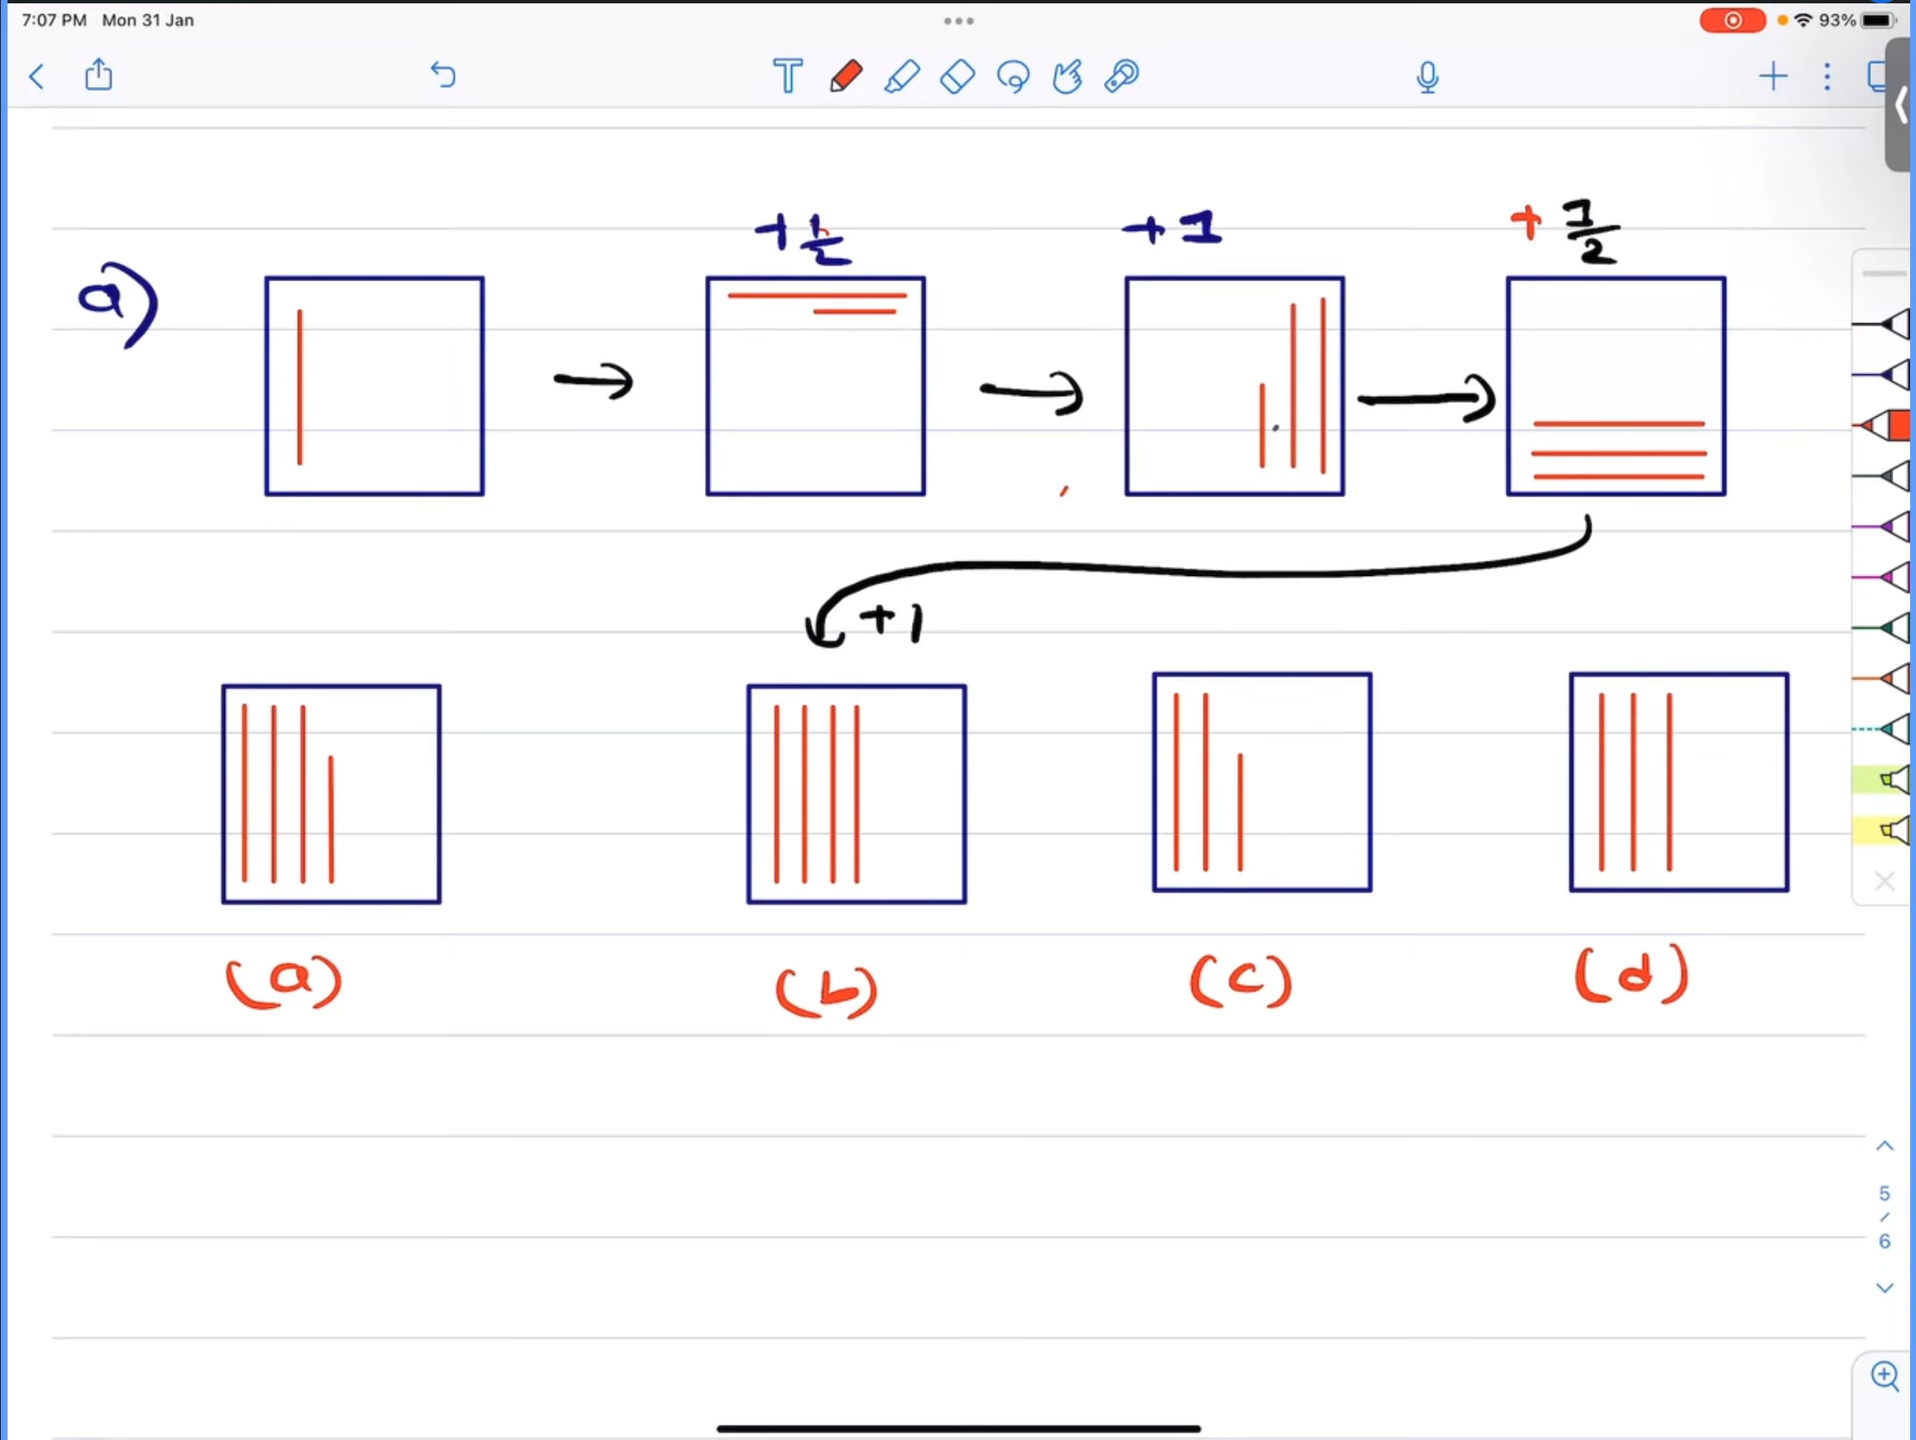 7:07 PM Mon 31 Jan
93%
T
+ 1/2
+ 1
+ 1/2
a)
+1
(a)
(b)
(c)
(d)
5
/
6